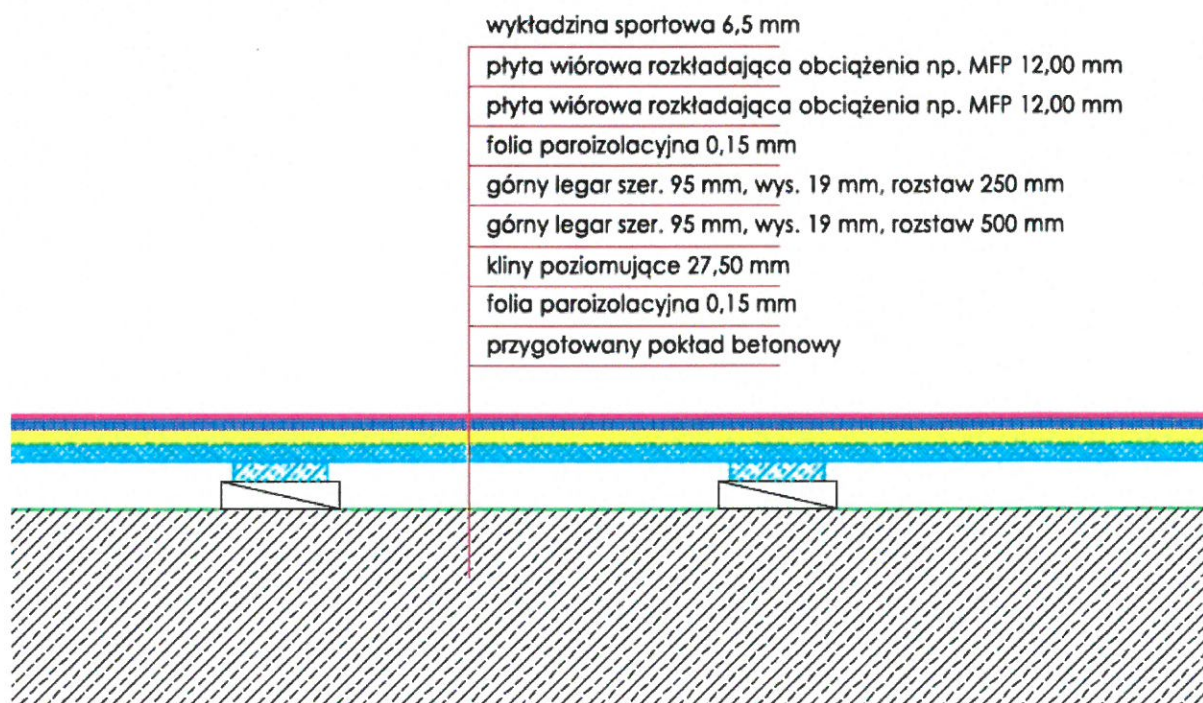 wykładzina sportowa 6,5 mm
płyta wiórowa rozkładająca obciążenia np. MFP 12,00 mm
płyta wiórowa rozkładająca obciążenia np. MFP 12,00 mm
folia paroizolacyjna 0,15 mm
górny legar szer. 95 mm, wys. 19 mm, rozstaw 250 mm
górny legar szer. 95 mm, wys. 19 mm, rozstaw 500 mm
kliny poziomujące 27,50 mm
folia paroizolacyjna 0,15 mm
przygotowany pokład betonowy